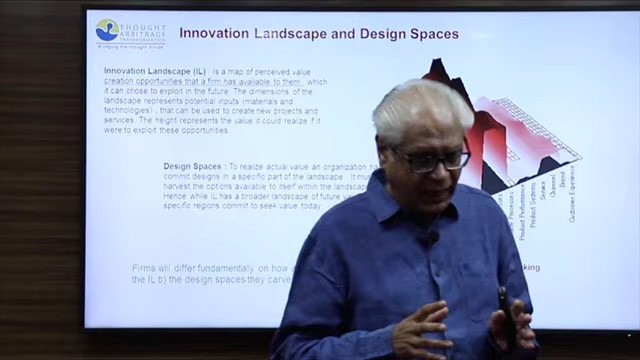 THOUGHT
ARBITRAGE
TRANSFORMATION
Bridging the thought divide
Innovation Landscape and Design Spaces
Innovation Landscape (IL) is a map of perceived value
creation opportunities that a firm has available to them, which
it can chose to exploit in the future. The dimensions of the
landscape represents potential inputs (materials and
technologies), that can be used to create new projects and
services. The height represents the value it could realize if it
were to exploit these opportunities.
Design Spaces : To realize actual value an organization ha
commit designs in a specific part of the landscape. It must
harvest the options available to itself within the landscap
Hence while IL has a broader landscape of future v
specific regions commit to seek value today
Product Performance
Product Systems
Service
Channel
Brand
Customer Experience
Firms will differ fundamentally on how
king
the IL b) the design spaces they carve